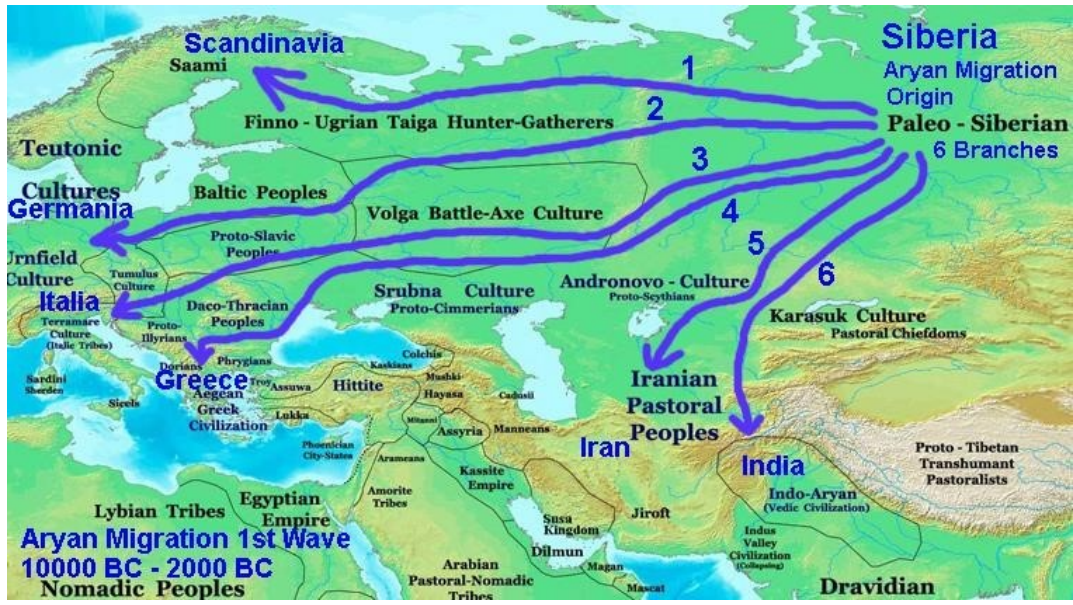 Scandinavia
Saami
1
Siberia
Aryan Migration
Origin
Paleo - Siberian
6 Branches
Finno - Ugrian Taiga Hunter-Gatherers
2
Teutonic
Cultures
Germania
Baltic Peoples
3
Volga Battle-Axe Culture
4
Proto-Slavic
Peoples
5
6
Urnfield
Culture
Tumulus
Culture
Italia
Terramare
Culture
(Italic Tribes)
Daco-Thracian
Peoples
Proto-
Illyrians
Srubna Culture
Proto-Cimmerians
Andronovo - Culture
Proto-Scythians
Karasuk Culture
Pastoral Chiefdoms
Dorians
Phrygians
Greece
Troy
Aegean
Greek
Civilization
Sardini
Sherden
Sicels
Assuwa
Lukka
Hittite
Kaskians
Colchis
Mushki
Hayasa
Cadusii
Mitanni
Assyria
Manneans
Iranian
Pastoral
Peoples
Iran
India
Proto - Tibetan
Transhumant
Pastoralists
Phoenician
City-States
Arameans
Kassite
Empire
Amorite
Tribes
Indo-Aryan
(Vedic Civilization)
Lybian Tribes
Egyptian
Empire
Susa
Kingdom
Jiroft
Indus
Valley
Civilization
(Collapsing)
Dilmun
Magan
Mascat
Aryan Migration 1st Wave
10000 BC - 2000 BC
Nomadic Peoples
Arabian
Pastoral-Nomadic
Tribes
Dravidian